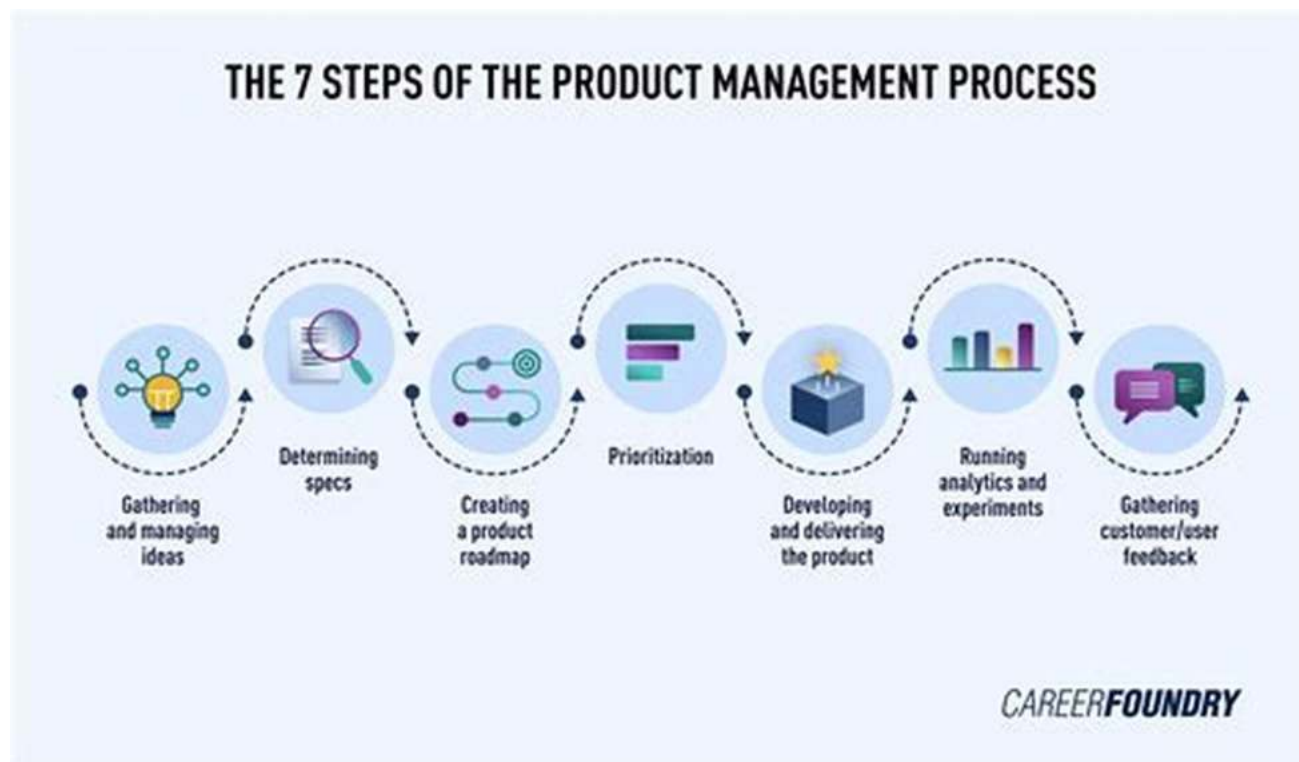 THE 7 STEPS OF THE PRODUCT MANAGEMENT PROCESS
Gathering
and managing
ideas
Determining
specs
Creating
a product
roadmap
Prioritization
Developing
and delivering
the product
Running
analytics and
experiments
Gathering
customer/user
feedback
CAREERFOUNDRY